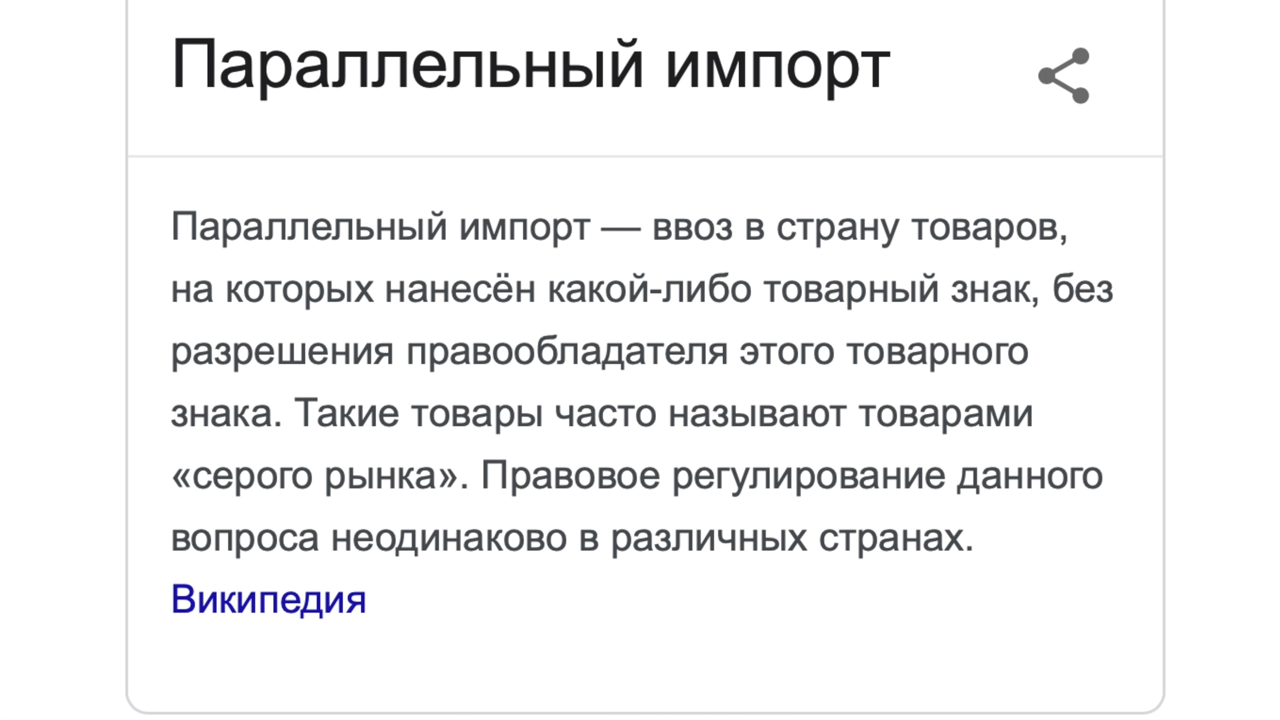 Параллельный импорт
Параллельный импорт — ввоз в страну товаров,
на которых нанесён какой-либо товарный знак, без
разрешения правообладателя этого товарного
знака. Такие товары часто называют товарами
«серого рынка». Правовое регулирование данного
вопроса неодинаково в различных странах.
Википедия